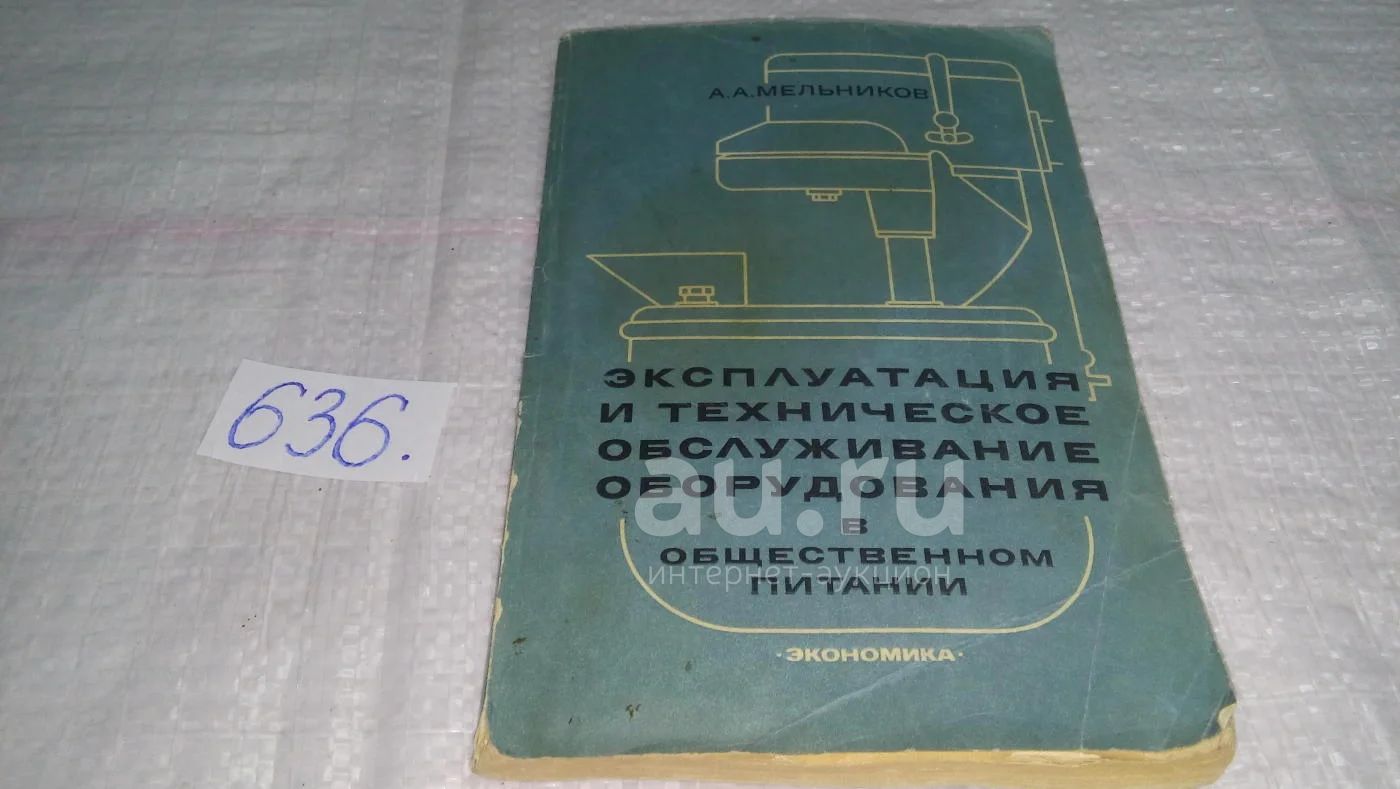 А.А.МЕЛЬНИКОВ
ЭКСПЛУАТАЦИЯ
И ТЕХНИЧЕСКОЕ
ОБСЛУЖИВАНИЕ
ОБОРУДОВАНИЯ
В
ОБЩЕСТВЕННОМ
ПИТАНИИ
·ЭКОНОМИКА·
636.
au.ru
интернет-аукцион